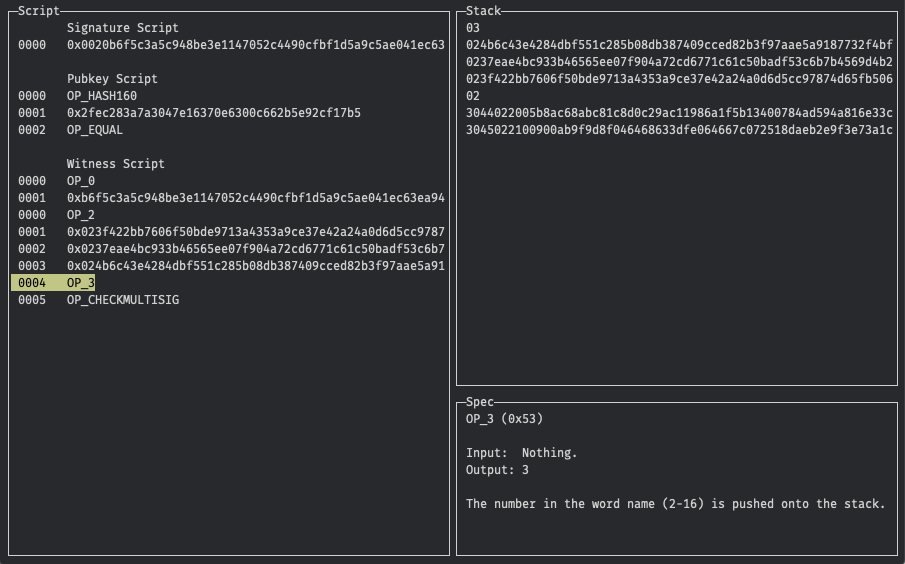 Script
Signature Script
0000 0x0020b6f5c3a5c948be3e1147052c4490cfbf1d5a9c5ae041ec63
Pubkey Script
0000 OP_HASH160
0001 0x2fec283a7a3047e16370e6300c662b5e92cf17b5
0002 OP_EQUAL
Witness Script
0000 OP_0
0001 0xb6f5c3a5c948be3e1147052c4490cfbf1d5a9c5ae041ec63ea94
0000 OP_2
0001 0x023f422bb7606f50bde9713a4353a9ce37e42a24a0d6d5cc9787
0002 0x0237eae4bc933b46565ee07f904a72cd6771c61c50badf53c6b7
0003 0x024b6c43e4284dbf551c285b08db387409cced82b3f97aae5a91
0004 OP_3
0005 OP_CHECKMULTISIG
Stack
03
024b6c43e4284dbf551c285b08db387409cced82b3f97aae5a9187732f4bf
0237eae4bc933b46565ee07f904a72cd6771c61c50badf53c6b7b4569d4b2
023f422bb7606f50bde9713a4353a9ce37e42a24a0d6d5cc97874d65fb506
02
3044022005b8ac68abc81c8d0c29ac11986a1f5b13400784ad594a816e33c
3045022100900ab9f9d8f046468633dfe064667c072518daeb2e9f3e73a1c
Spec
OP_3 (0x53)
Input: Nothing.
Output: 3
The number in the word name (2-16) is pushed onto the stack.